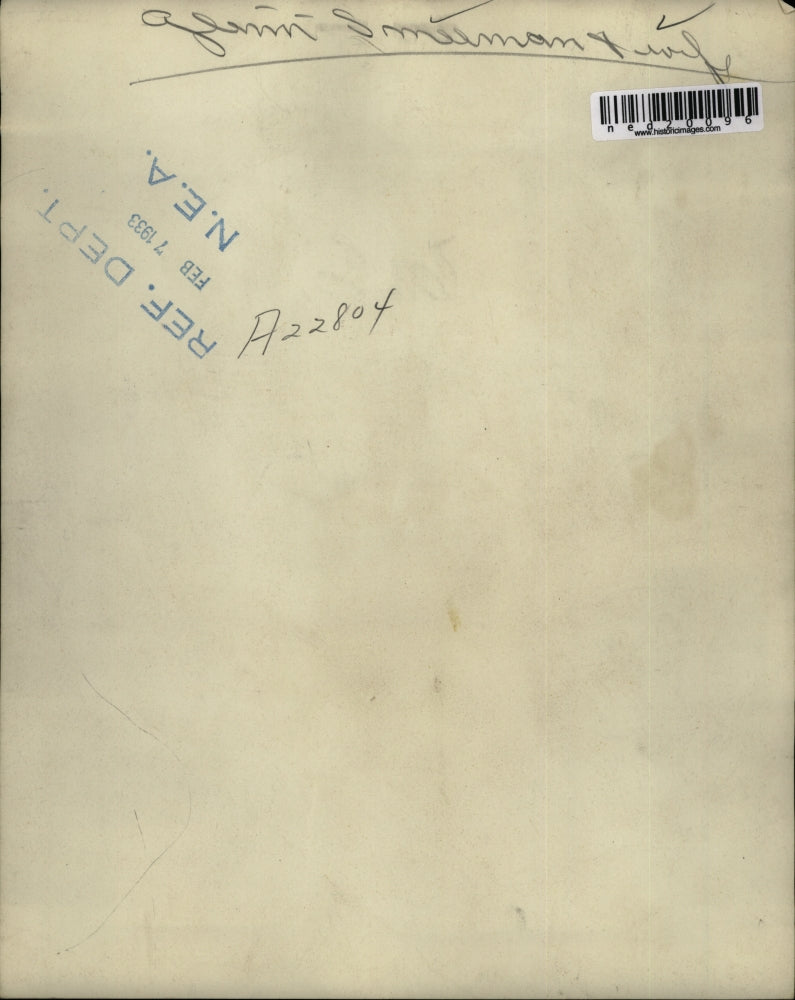 ned20096
www.historicimages.com
REF. DEPT.
FEB 7 1933
N.E.A.
A22804